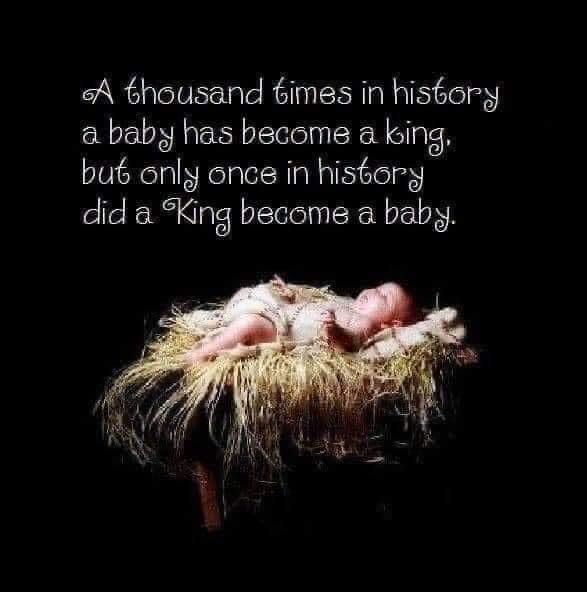 A thousand times in history
a baby has become a king,
but only once in history
did a King become a baby.